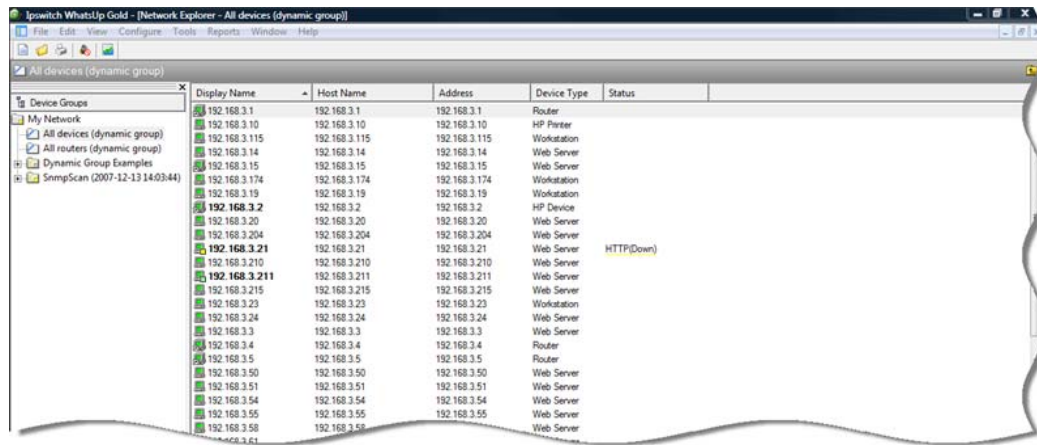 Ipswitch WhatsUp Gold - [Network Explorer - All devices (dynamic group)]
File Edit View Configure Tools Reports Window Help
All devices (dynamic group)
Device Groups
My Network
All devices (dynamic group)
All routers (dynamic group)
Dynamic Group Examples
SnmpScan (2007-12-13 14:03:44)
Display Name Host Name Address Device Type Status
192.168.3.1 192.168.3.1 192.168.3.1 Router
192.168.3.10 192.168.3.10 192.168.3.10 HP Printer
192.168.3.115 192.168.3.115 192.168.3.115 Workstation
192.168.3.14 192.168.3.14 192.168.3.14 Web Server
192.168.3.15 192.168.3.15 192.168.3.15 Web Server
192.168.3.174 192.168.3.174 192.168.3.174 Workstation
192.168.3.19 192.168.3.19 192.168.3.19 Workstation
192.168.3.2 192.168.3.2 192.168.3.2 HP Device
192.168.3.20 192.168.3.20 192.168.3.20 Web Server
192.168.3.204 192.168.3.204 192.168.3.204 Web Server
192.168.3.21 192.168.3.21 192.168.3.21 Web Server HTTP(Down)
192.168.3.210 192.168.3.210 192.168.3.210 Web Server
192.168.3.211 192.168.3.211 192.168.3.211 Web Server
192.168.3.215 192.168.3.215 192.168.3.215 Web Server
192.168.3.23 192.168.3.23 192.168.3.23 Workstation
192.168.3.24 192.168.3.24 192.168.3.24 Web Server
192.168.3.3 192.168.3.3 192.168.3.3 Web Server
192.168.3.4 192.168.3.4 192.168.3.4 Router
192.168.3.5 192.168.3.5 192.168.3.5 Router
192.168.3.50 192.168.3.50 192.168.3.50 Web Server
192.168.3.51 192.168.3.51 192.168.3.51 Web Server
192.168.3.54 192.168.3.54 192.168.3.54 Web Server
192.168.3.55 192.168.3.55 192.168.3.55 Web Server
192.168.3.58 192.168.3.58 Web Server